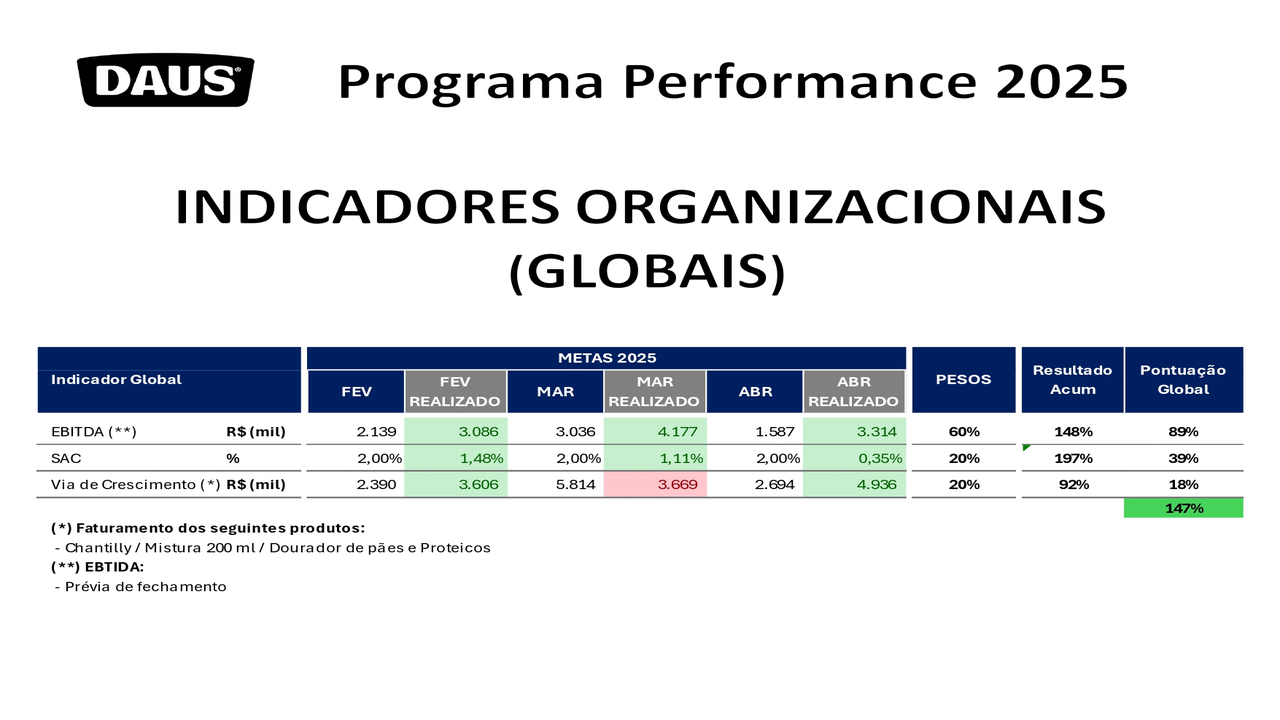 DAUS®
Programa Performance 2025
INDICADORES ORGANIZACIONAIS
(GLOBAIS)
Indicador Global METAS 2025 PESOS Resultado Acum Pontuação Global
FEV FEV REALIZADO MAR MAR REALIZADO ABR ABR REALIZADO
EBITDA (**) R$ (mil) 2.139 3.086 3.036 4.177 1.587 3.314 60% 148% 89%
SAC % 2,00% 1,48% 2,00% 1,11% 2,00% 0,35% 20% 197% 39%
Via de Crescimento (*) R$ (mil) 2.390 3.606 5.814 3.669 2.694 4.936 20% 92% 18%
147%
(*) Faturamento dos seguintes produtos:
- Chantilly / Mistura 200 ml / Dourador de pães e Proteicos
(**) EBTIDA:
- Prévia de fechamento